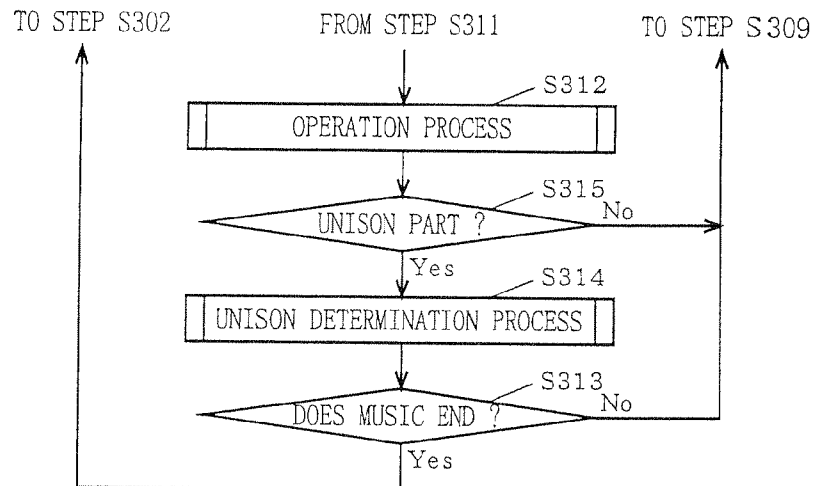 TO STEP S302
FROM STEP S311
TO STEP S309
S312
OPERATION PROCESS
S315
UNISON PART ?
No
Yes
S314
UNISON DETERMINATION PROCESS
S313
DOES MUSIC END ?
No
Yes